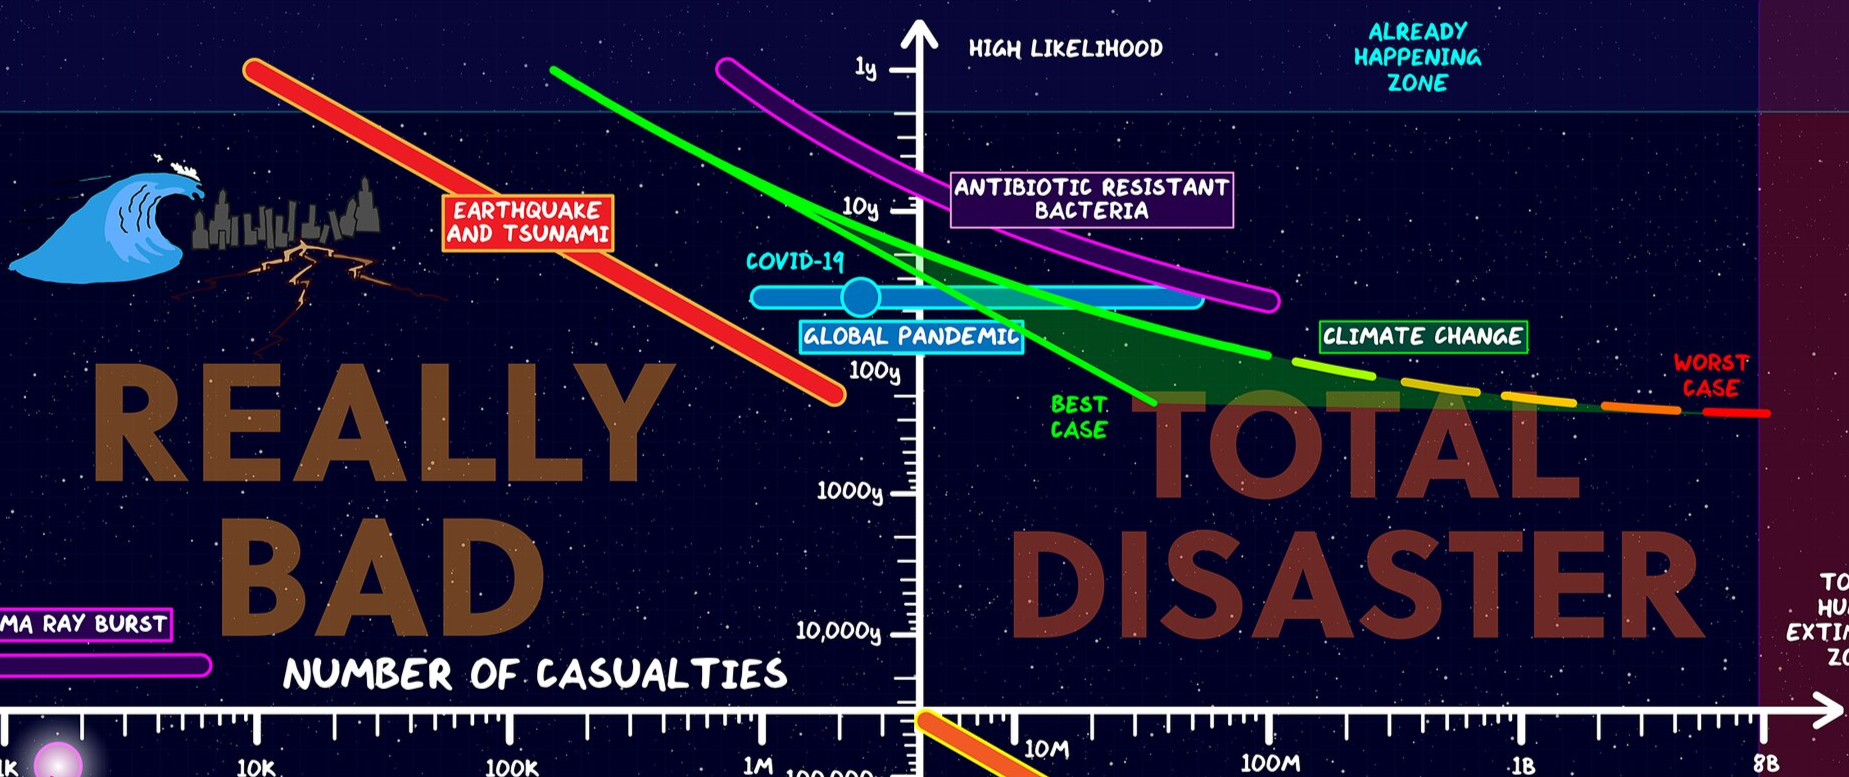 HIGH LIKELIHOOD
ALREADY
HAPPENING
ZONE
1y
ANTIBIOTIC RESISTANT
BACTERIA
EARTHQUAKE
AND TSUNAMI
10y
COVID-19
GLOBAL PANDEMIC
CLIMATE CHANGE
100y
WORST
CASE
BEST
CASE
REALLY
BAD
TOTAL
DISASTER
1000y
10,000y
MA RAY BURST
NUMBER OF CASUALTIES
TO
HU
EXTIN
ZO
1K
10K
100K
1M
10M
100M
1B
8B
100,000y